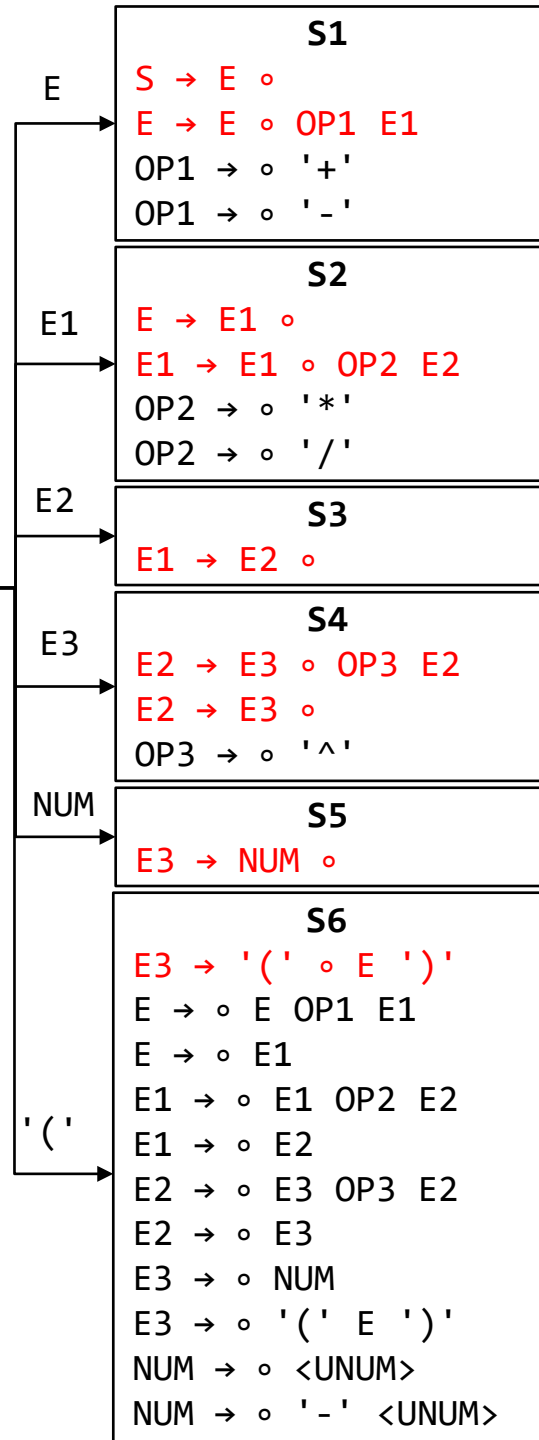 E
S1
S → E ∘
E → E ∘ OP1 E1
OP1 → ∘ '+'
OP1 → ∘ '-'
E1
S2
E → E1 ∘
E1 → E1 ∘ OP2 E2
OP2 → ∘ '*'
OP2 → ∘ '/'
E2
S3
E1 → E2 ∘
E3
S4
E2 → E3 ∘ OP3 E2
E2 → E3 ∘
OP3 → ∘ '^'
NUM
S5
E3 → NUM ∘
'('
S6
E3 → '(' ∘ E ')'
E → ∘ E OP1 E1
E → ∘ E1
E1 → ∘ E1 OP2 E2
E1 → ∘ E2
E2 → ∘ E3 OP3 E2
E2 → ∘ E3
E3 → ∘ NUM
E3 → ∘ '(' E ')'
NUM → ∘ <UNUM>
NUM → ∘ '-' <UNUM>